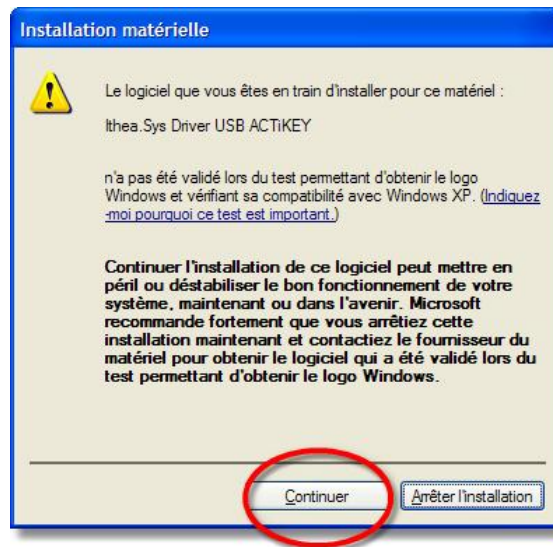 Installation matérielle
Le logiciel que vous êtes en train d'installer pour ce matériel :
Ithea.Sys Driver USB ACTiKEY
n'a pas été validé lors du test permettant d'obtenir le logo
Windows et vérifiant sa compatibilité avec Windows XP. (Indiquez
-moi pourquoi ce test est important.)
Continuer l'installation de ce logiciel peut mettre en
péril ou déstabiliser le bon fonctionnement de votre
système, maintenant ou dans l'avenir. Microsoft
recommande fortement que vous arrêtiez cette
installation maintenant et contactiez le fournisseur du
matériel pour obtenir le logiciel qui a été validé lors du
test permettant d'obtenir le logo Windows.
Continuer
Arrêter l'installation